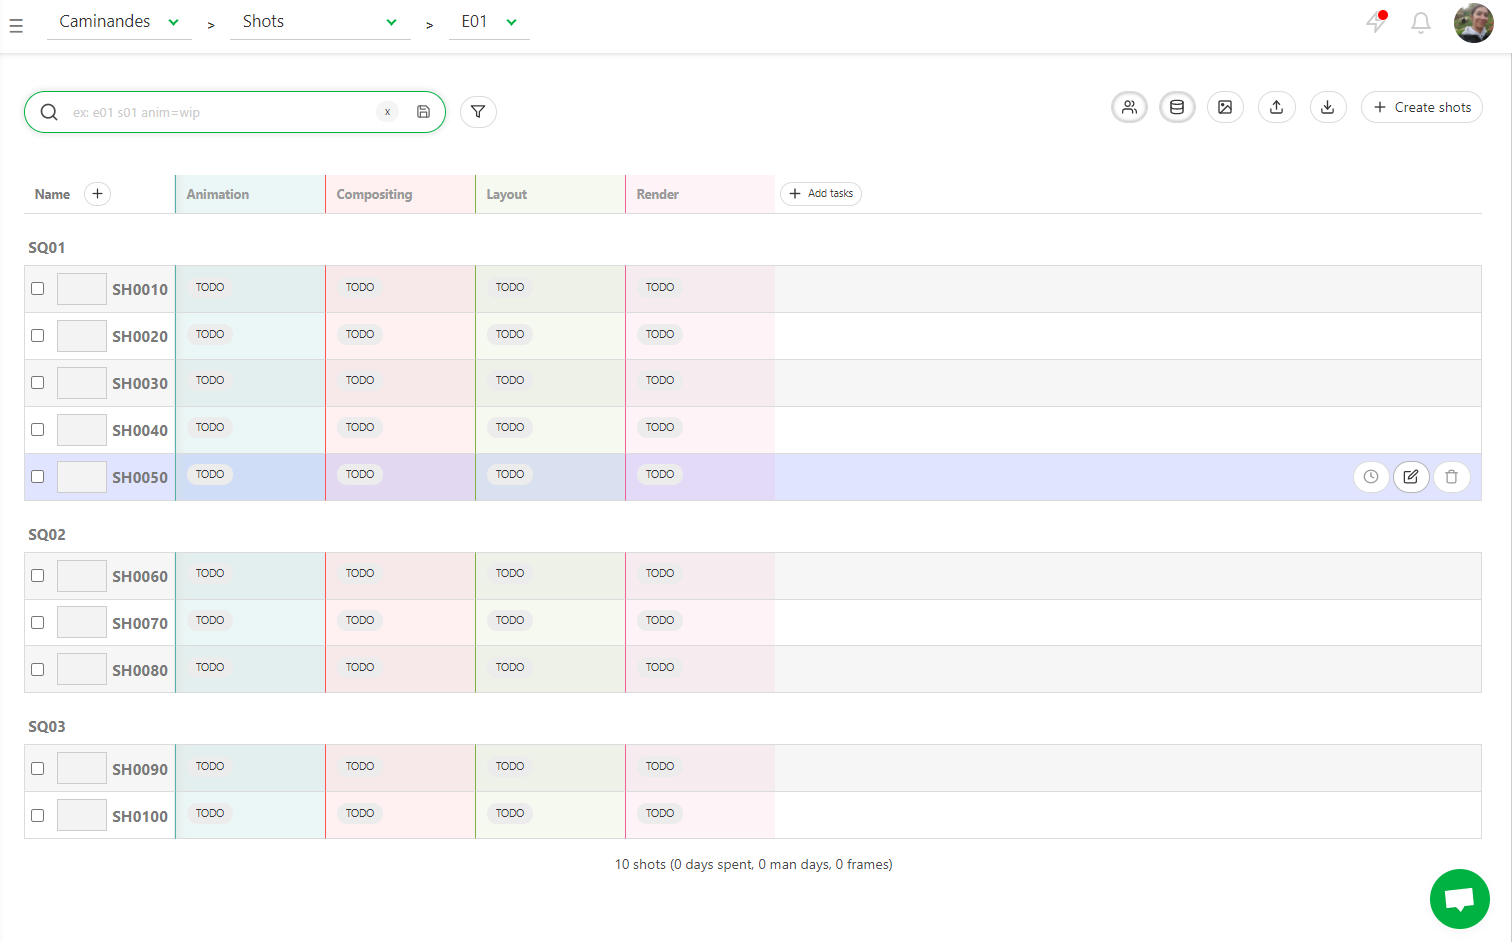 Caminandes > Shots > E01
ex: e01 s01 anim=wip x
Create shots
Name Animation Compositing Layout Render Add tasks
SQ01
SH0010 TODO TODO TODO TODO
SH0020 TODO TODO TODO TODO
SH0030 TODO TODO TODO TODO
SH0040 TODO TODO TODO TODO
SH0050 TODO TODO TODO TODO
SQ02
SH0060 TODO TODO TODO TODO
SH0070 TODO TODO TODO TODO
SH0080 TODO TODO TODO TODO
SQ03
SH0090 TODO TODO TODO TODO
SH0100 TODO TODO TODO TODO
10 shots (0 days spent, 0 man days, 0 frames)